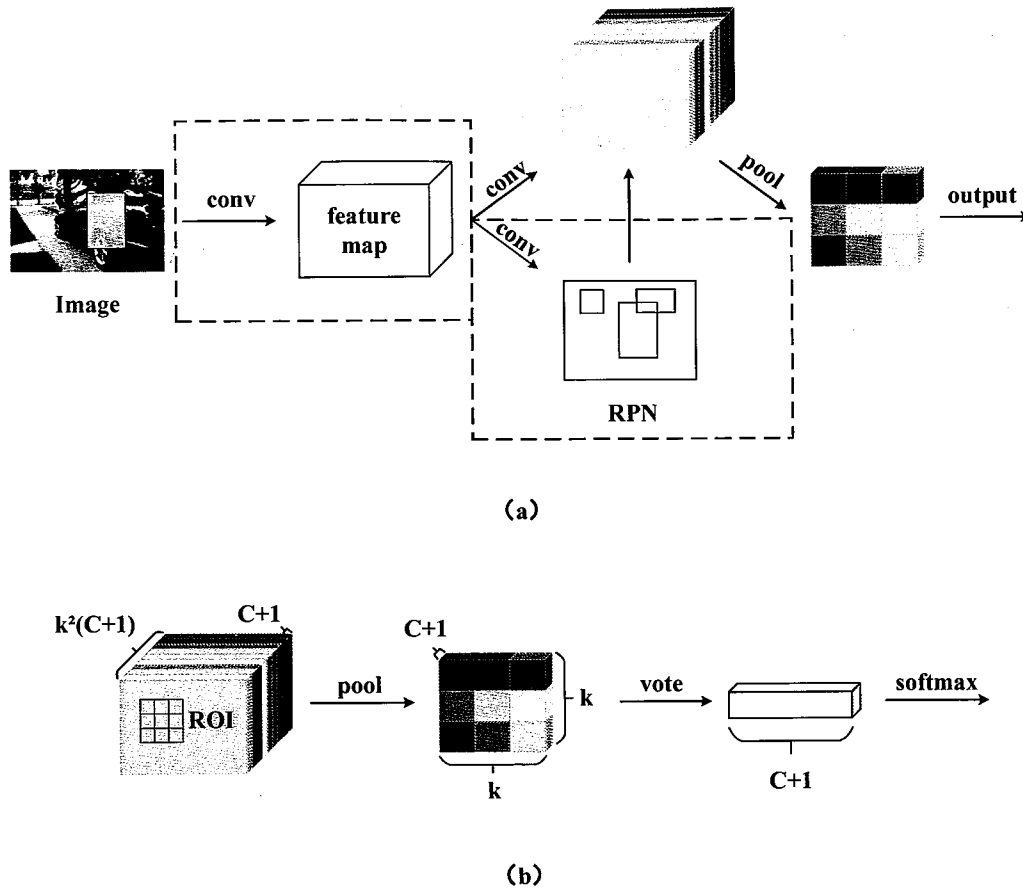 conv
conv
conv
pool
output
feature
map
Image
RPN
(a)
k²(C+1)
C+1
C+1
ROI
pool
k
vote
softmax
k
C+1
(b)